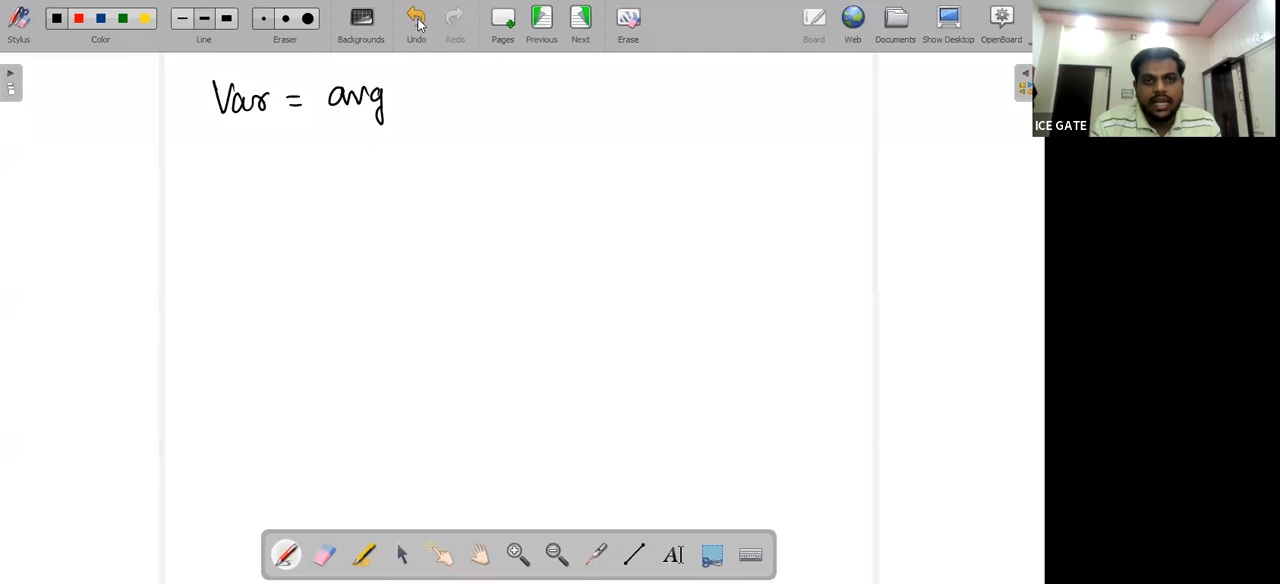 Stylus Color Line Eraser Backgrounds Undo Redo Pages Previous Next Erase Board Web Documents Show Desktop OpenBoard
Var = avg
ICE GATE
AI